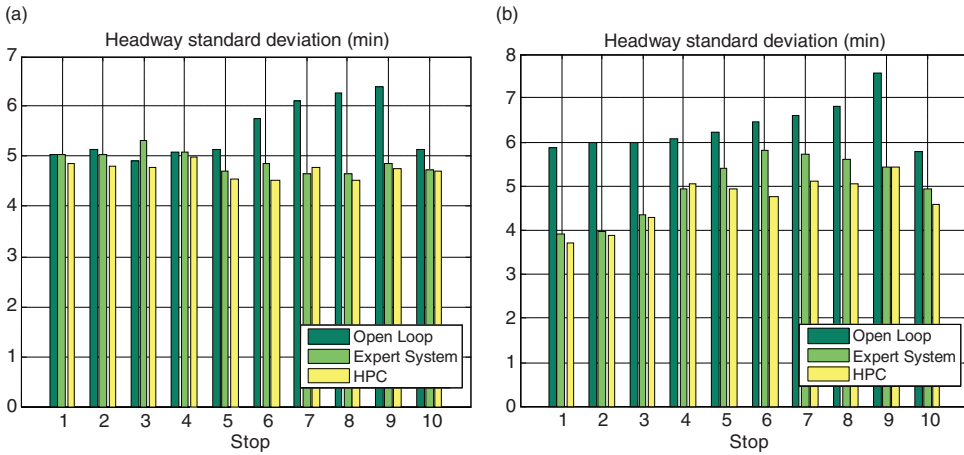 (a)
Headway standard deviation (min)
7
6
5
4
3
2
1
0
1 2 3 4 5 6 7 8 9 10
Stop
Open Loop
Expert System
HPC
(b)
Headway standard deviation (min)
8
7
6
5
4
3
2
1
0
1 2 3 4 5 6 7 8 9 10
Stop
Open Loop
Expert System
HPC